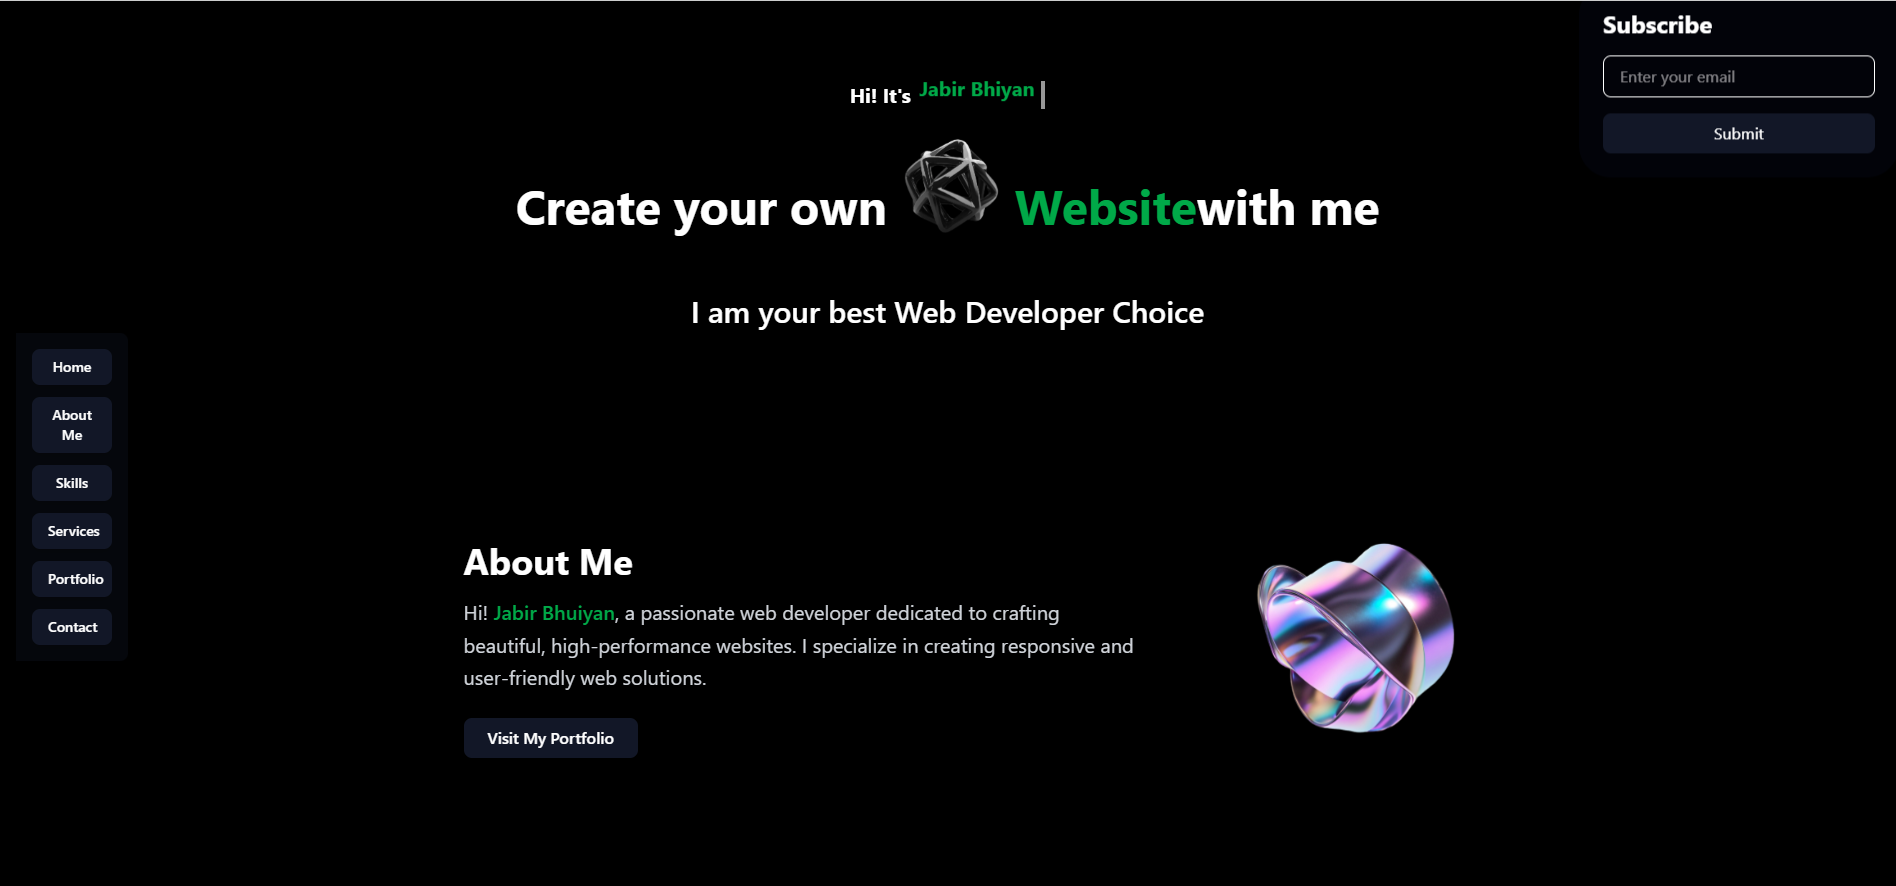 Subscribe
Enter your email
Submit
Hi! It's Jabir Bhiyan
Create your own Websitewith me
I am your best Web Developer Choice
Home
About
Me
Skills
Services
Portfolio
Contact
About Me
Hi! Jabir Bhuiyan, a passionate web developer dedicated to crafting
beautiful, high-performance websites. I specialize in creating responsive and
user-friendly web solutions.
Visit My Portfolio